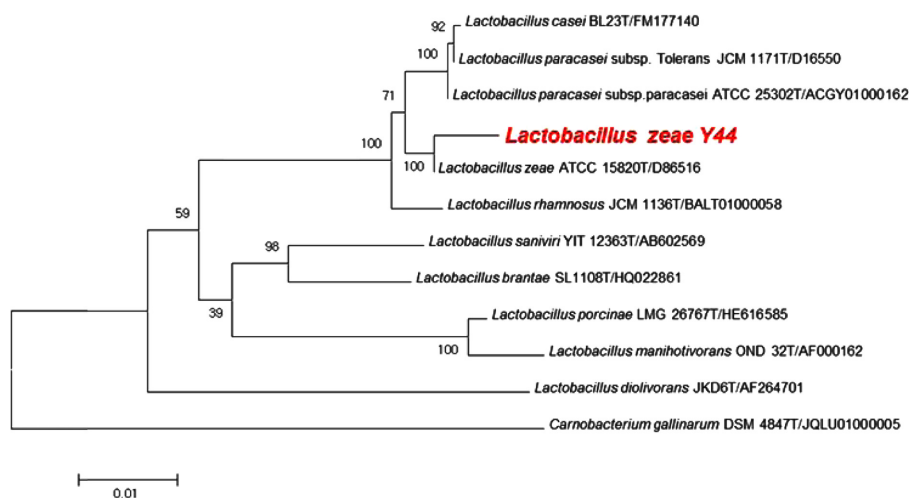 92
Lactobacillus casei BL23T/FM177140
100
Lactobacillus paracasei subsp. Tolerans JCM 1171T/D16550
71
Lactobacillus paracasei subsp.paracasei ATCC 25302T/ACGY01000162
Lactobacillus zeae Y44
100
100
Lactobacillus zeae ATCC 15820T/D86516
Lactobacillus rhamnosus JCM 1136T/BALT01000058
59
98
Lactobacillus saniviri YIT 12363T/AB602569
Lactobacillus brantae SL1108T/HQ022861
39
Lactobacillus porcinae LMG 26767T/HE616585
100
Lactobacillus manihotivorans OND 32T/AF000162
Lactobacillus diolivorans JKD6T/AF264701
Carnobacterium gallinarum DSM 4847T/JQLU01000005
0.01